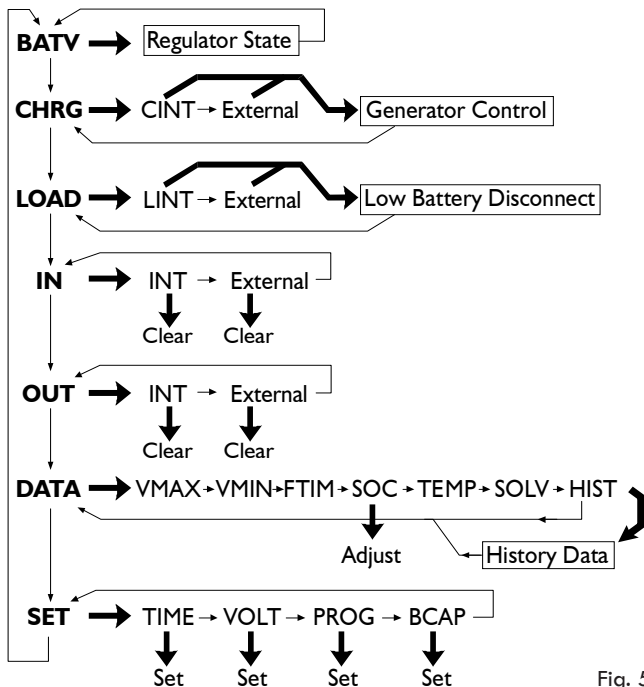 BATV Regulator State
CHRG CINT External Generator Control
LOAD LINT External Low Battery Disconnect
IN INT External
Clear Clear
OUT INT External
Clear Clear
DATA VMAX VMIN FTIM SOC TEMP SOLV HIST
Adjust History Data
SET TIME VOLT PROG BCAP
Set Set Set Set
Fig. 5